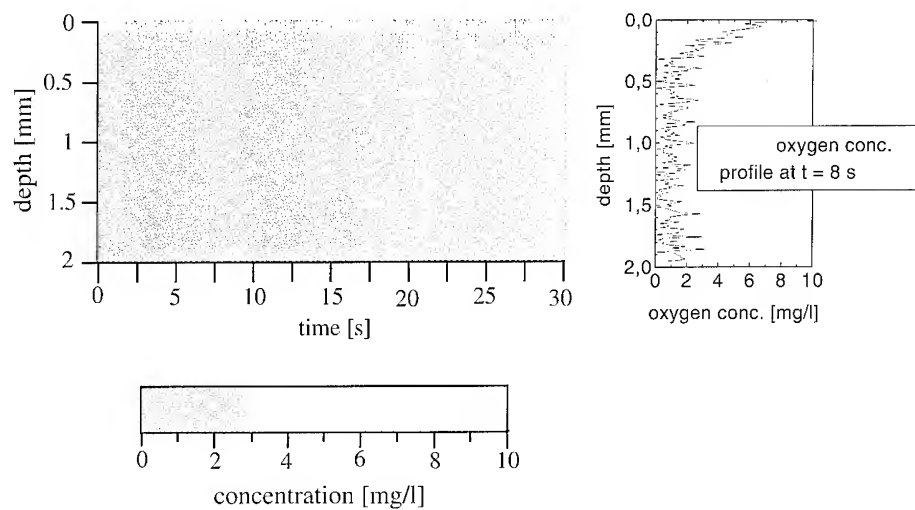 0
0.5
1
1.5
2
depth [mm]
0 5 10 15 20 25 30
time [s]
0,0
0,5
1,0
1,5
2,0
depth [mm]
0 2 4 6 8 10
oxygen conc. [mg/l]
oxygen conc.
profile at t = 8 s
0 2 4 6 8 10
concentration [mg/l]